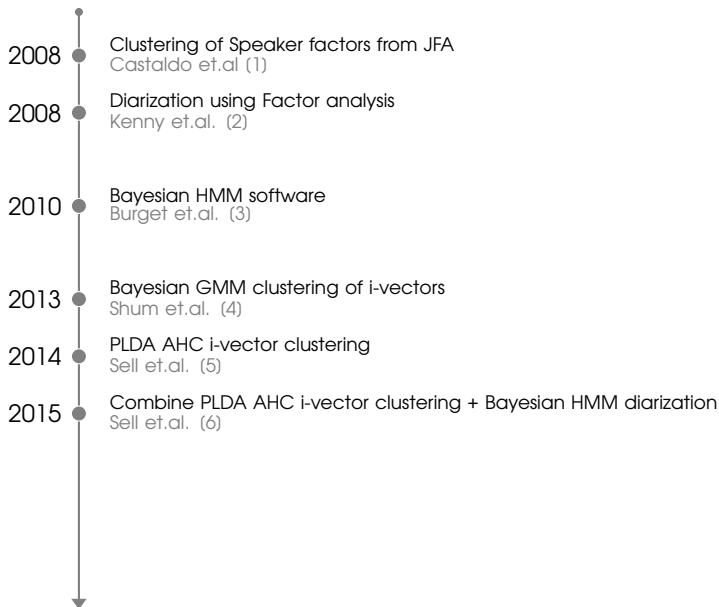 2008 Clustering of Speaker factors from JFA
Castaldo et.al (1)
2008 Diarization using Factor analysis
Kenny et.al. (2)
2010 Bayesian HMM software
Burget et.al. (3)
2013 Bayesian GMM clustering of i-vectors
Shum et.al. (4)
2014 PLDA AHC i-vector clustering
Sell et.al. (5)
2015 Combine PLDA AHC i-vector clustering + Bayesian HMM diarization
Sell et.al. (6)